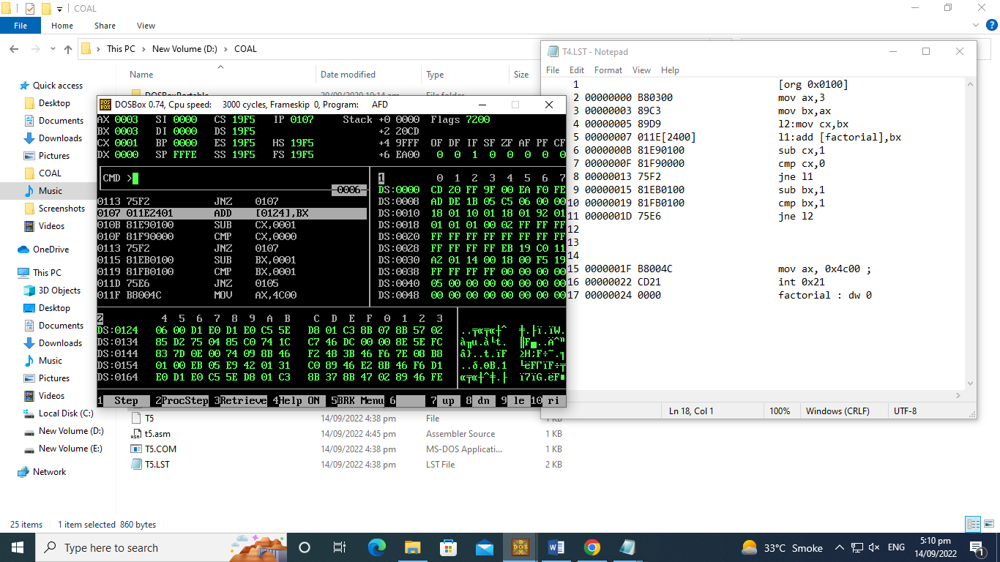 COAL
File Home Share View
This PC > New Volume (D:) > COAL
Name Date modified Type Size
Quick access
Desktop
Documents
Downloads
Pictures
COAL
Music
Screenshots
Videos
OneDrive
This PC
3D Objects
Desktop
Documents
Downloads
Music
Pictures
Videos
Local Disk (C:)
New Volume (D:)
New Volume (E:)
Network
DOSBoxPortable File folder
DOSBox 0.74, Cpu speed: 3000 cycles, Frameskip 0, Program: AFD
AX 0003 SI 0000 CS 19F5 IP 0107 Stack +0 0000 Flags 7200
BX 0003 DI 0000 DS 19F5 +2 20CD
CX 0001 BP 0000 ES 19F5 HS 19F5 +4 9FFF OF DF IF SF ZF AF PF CF
DX 0000 SP FFFE SS 19F5 FS 19F5 +6 EA00 0 0 1 0 0 0 0 0
CMD >
0006
0113 75F2 JNZ 0107
0107 011E2401 ADD [0124],BX
010B 81E90100 SUB CX,0001
010F 81F90000 CMP CX,0000
0113 75F2 JNZ 0107
0115 81EB0100 SUB BX,0001
0119 81FB0100 CMP BX,0001
011D 75E6 JNZ 0105
011F B8004C MOV AX,4C00
1 0 1 2 3 4 5 6 7
DS:0000 CD 20 FF 9F 00 EA F0 FE
DS:0008 AD DE 1B 05 C5 06 00 00
DS:0010 18 01 10 01 18 01 92 01
DS:0018 01 01 01 00 02 FF FF FF
DS:0020 FF FF FF FF FF FF FF FF
DS:0028 FF FF FF FF EB 19 C0 11
DS:0030 A2 01 14 00 18 00 F5 19
DS:0038 FF FF FF FF 00 00 00 00
DS:0040 05 00 00 00 00 00 00 00
DS:0048 00 00 00 00 00 00 00 00
2 4 5 6 7 8 9 A B C D E F 0 1 2 3
DS:0124 06 00 D1 E0 D1 E0 C5 5E D8 01 C3 8B 07 8B 57 02
DS:0134 85 D2 75 04 85 C0 74 1C C7 46 DC 00 00 8E 5E FC
DS:0144 83 7D 0E 00 74 09 8B 46 F2 48 3B 46 F6 7E 08 B8
DS:0154 01 00 EB 05 E9 42 01 31 C0 89 46 E2 8B 46 F6 D1
DS:0164 E0 D1 E0 C5 5E D8 01 C3 8B 37 8B 47 02 89 46 FE
1 Step 2ProcStep 3Retrieve 4Help ON 5BRK Menu 6 7 up 8 dn 9 le 10 ri
T4.LST - Notepad
File Edit Format View Help
1 [org 0x0100]
2 00000000 B80300 mov ax,3
3 00000003 89C3 mov bx,ax
00000005 89D9 l2:mov cx,bx
5 00000007 011E[2400] l1:add [factorial],bx
6 0000000B 81E90100 sub cx,1
0000000F 81F90000 cmp cx,0
8 00000013 75F2 jne l1
9 00000015 81EB0100 sub bx,1
10 00000019 81FB0100 cmp bx,1
11 0000001D 75E6 jne l2
12
13
14
15 0000001F B8004C mov ax, 0x4c00 ;
16 00000022 CD21 int 0x21
17 00000024 0000 factorial : dw 0
Ln 18, Col 1 100% Windows (CRLF) UTF-8
T5 14/09/2022 4:38 pm File 1 KB
t5.asm 14/09/2022 4:45 pm Assembler Source 1 KB
T5.COM 14/09/2022 4:38 pm MS-DOS Applicati... 1 KB
T5.LST 14/09/2022 4:38 pm LST File 2 KB
25 items 1 item selected 860 bytes
Type here to search
33°C Smoke ENG 5:10 pm
14/09/2022
1